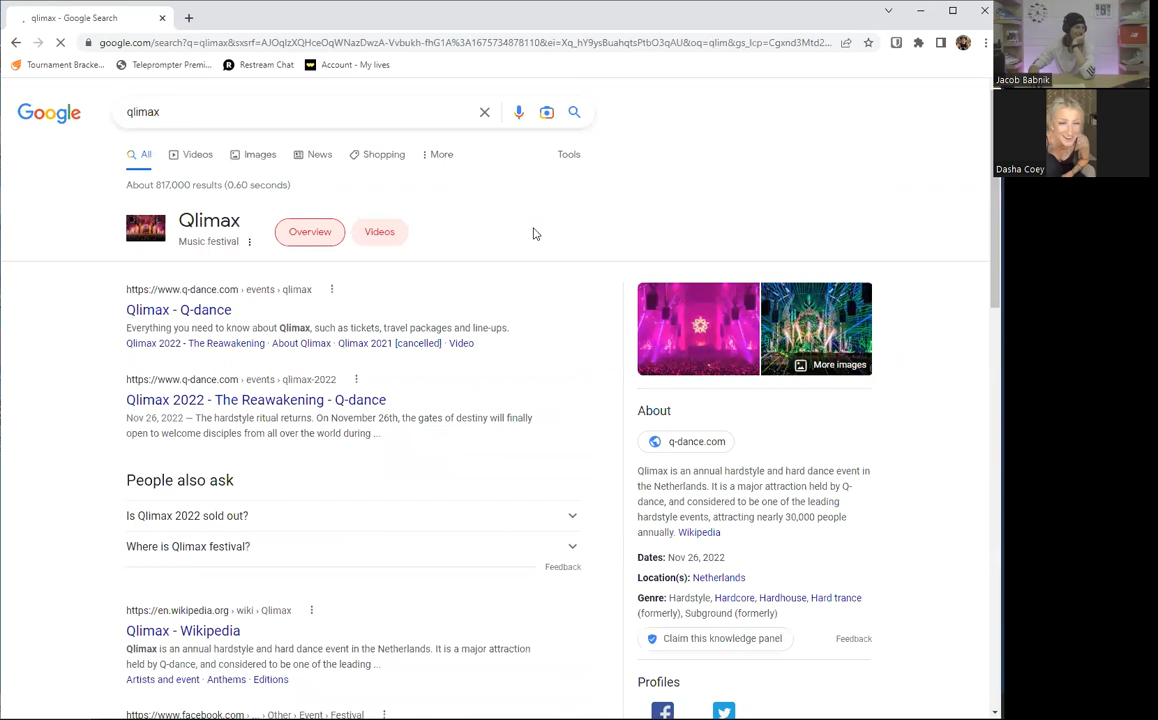 qlimax - Google Search
google.com/search?q=qlimax&sxsrf=AJOqlzXQHceOqWNazDwzA-Vvbukh-fhG1A%3A1675734878110&ei=Xq_hY9ysBuahqtsPtbO3qAU&oq=qlim&gs_lcp=Cgxnd3Mtd2...
Tournament Bracke...
Teleprompter Premi...
Restream Chat
Account - My lives
Jacob Babnik
Dasha Coey
Google
qlimax
All
Videos
Images
News
Shopping
More
Tools
About 817,000 results (0.60 seconds)
Qlimax
Music festival
Overview
Videos
https://www.q-dance.com › events › qlimax
Qlimax - Q-dance
Everything you need to know about Qlimax, such as tickets, travel packages and line-ups.
Qlimax 2022 - The Reawakening · About Qlimax · Qlimax 2021 [cancelled] · Video
https://www.q-dance.com › events › qlimax-2022
Qlimax 2022 - The Reawakening - Q-dance
Nov 26, 2022 — The hardstyle ritual returns. On November 26th, the gates of destiny will finally
open to welcome disciples from all over the world during ...
People also ask
Is Qlimax 2022 sold out?
Where is Qlimax festival?
Feedback
https://en.wikipedia.org › wiki › Qlimax
Qlimax - Wikipedia
Qlimax is an annual hardstyle and hard dance event in the Netherlands. It is a major attraction
held by Q-dance, and considered to be one of the leading ...
Artists and event · Anthems · Editions
https://www.facebook.com › ... › Other › Event › Festival
More images
About
q-dance.com
Qlimax is an annual hardstyle and hard dance event in
the Netherlands. It is a major attraction held by Q-
dance, and considered to be one of the leading
hardstyle events, attracting nearly 30,000 people
annually. Wikipedia
Dates: Nov 26, 2022
Location(s): Netherlands
Genre: Hardstyle, Hardcore, Hardhouse, Hard trance
(formerly), Subground (formerly)
Claim this knowledge panel
Feedback
Profiles